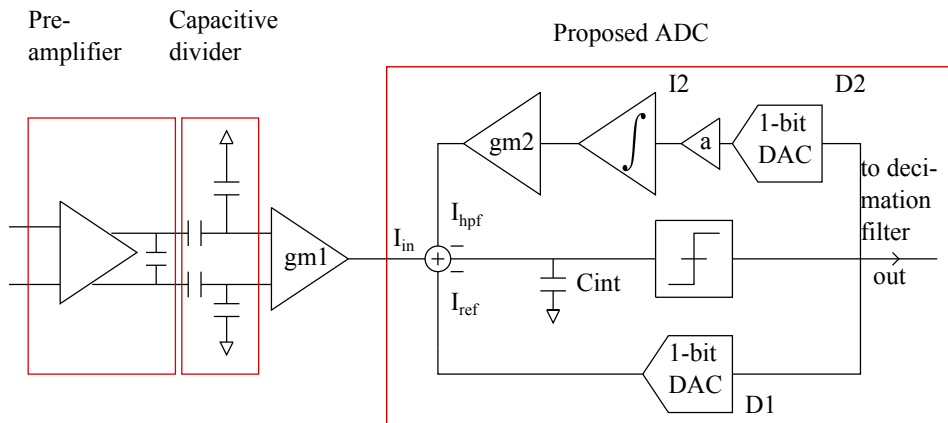 Pre-
amplifier
Capacitive
divider
Proposed ADC
I2
D2
gm2
∫
a
1-bit
DAC
to deci-
mation
filter
I_hpf
I_in
gm1
+
−
−
Cint
out
I_ref
1-bit
DAC
D1